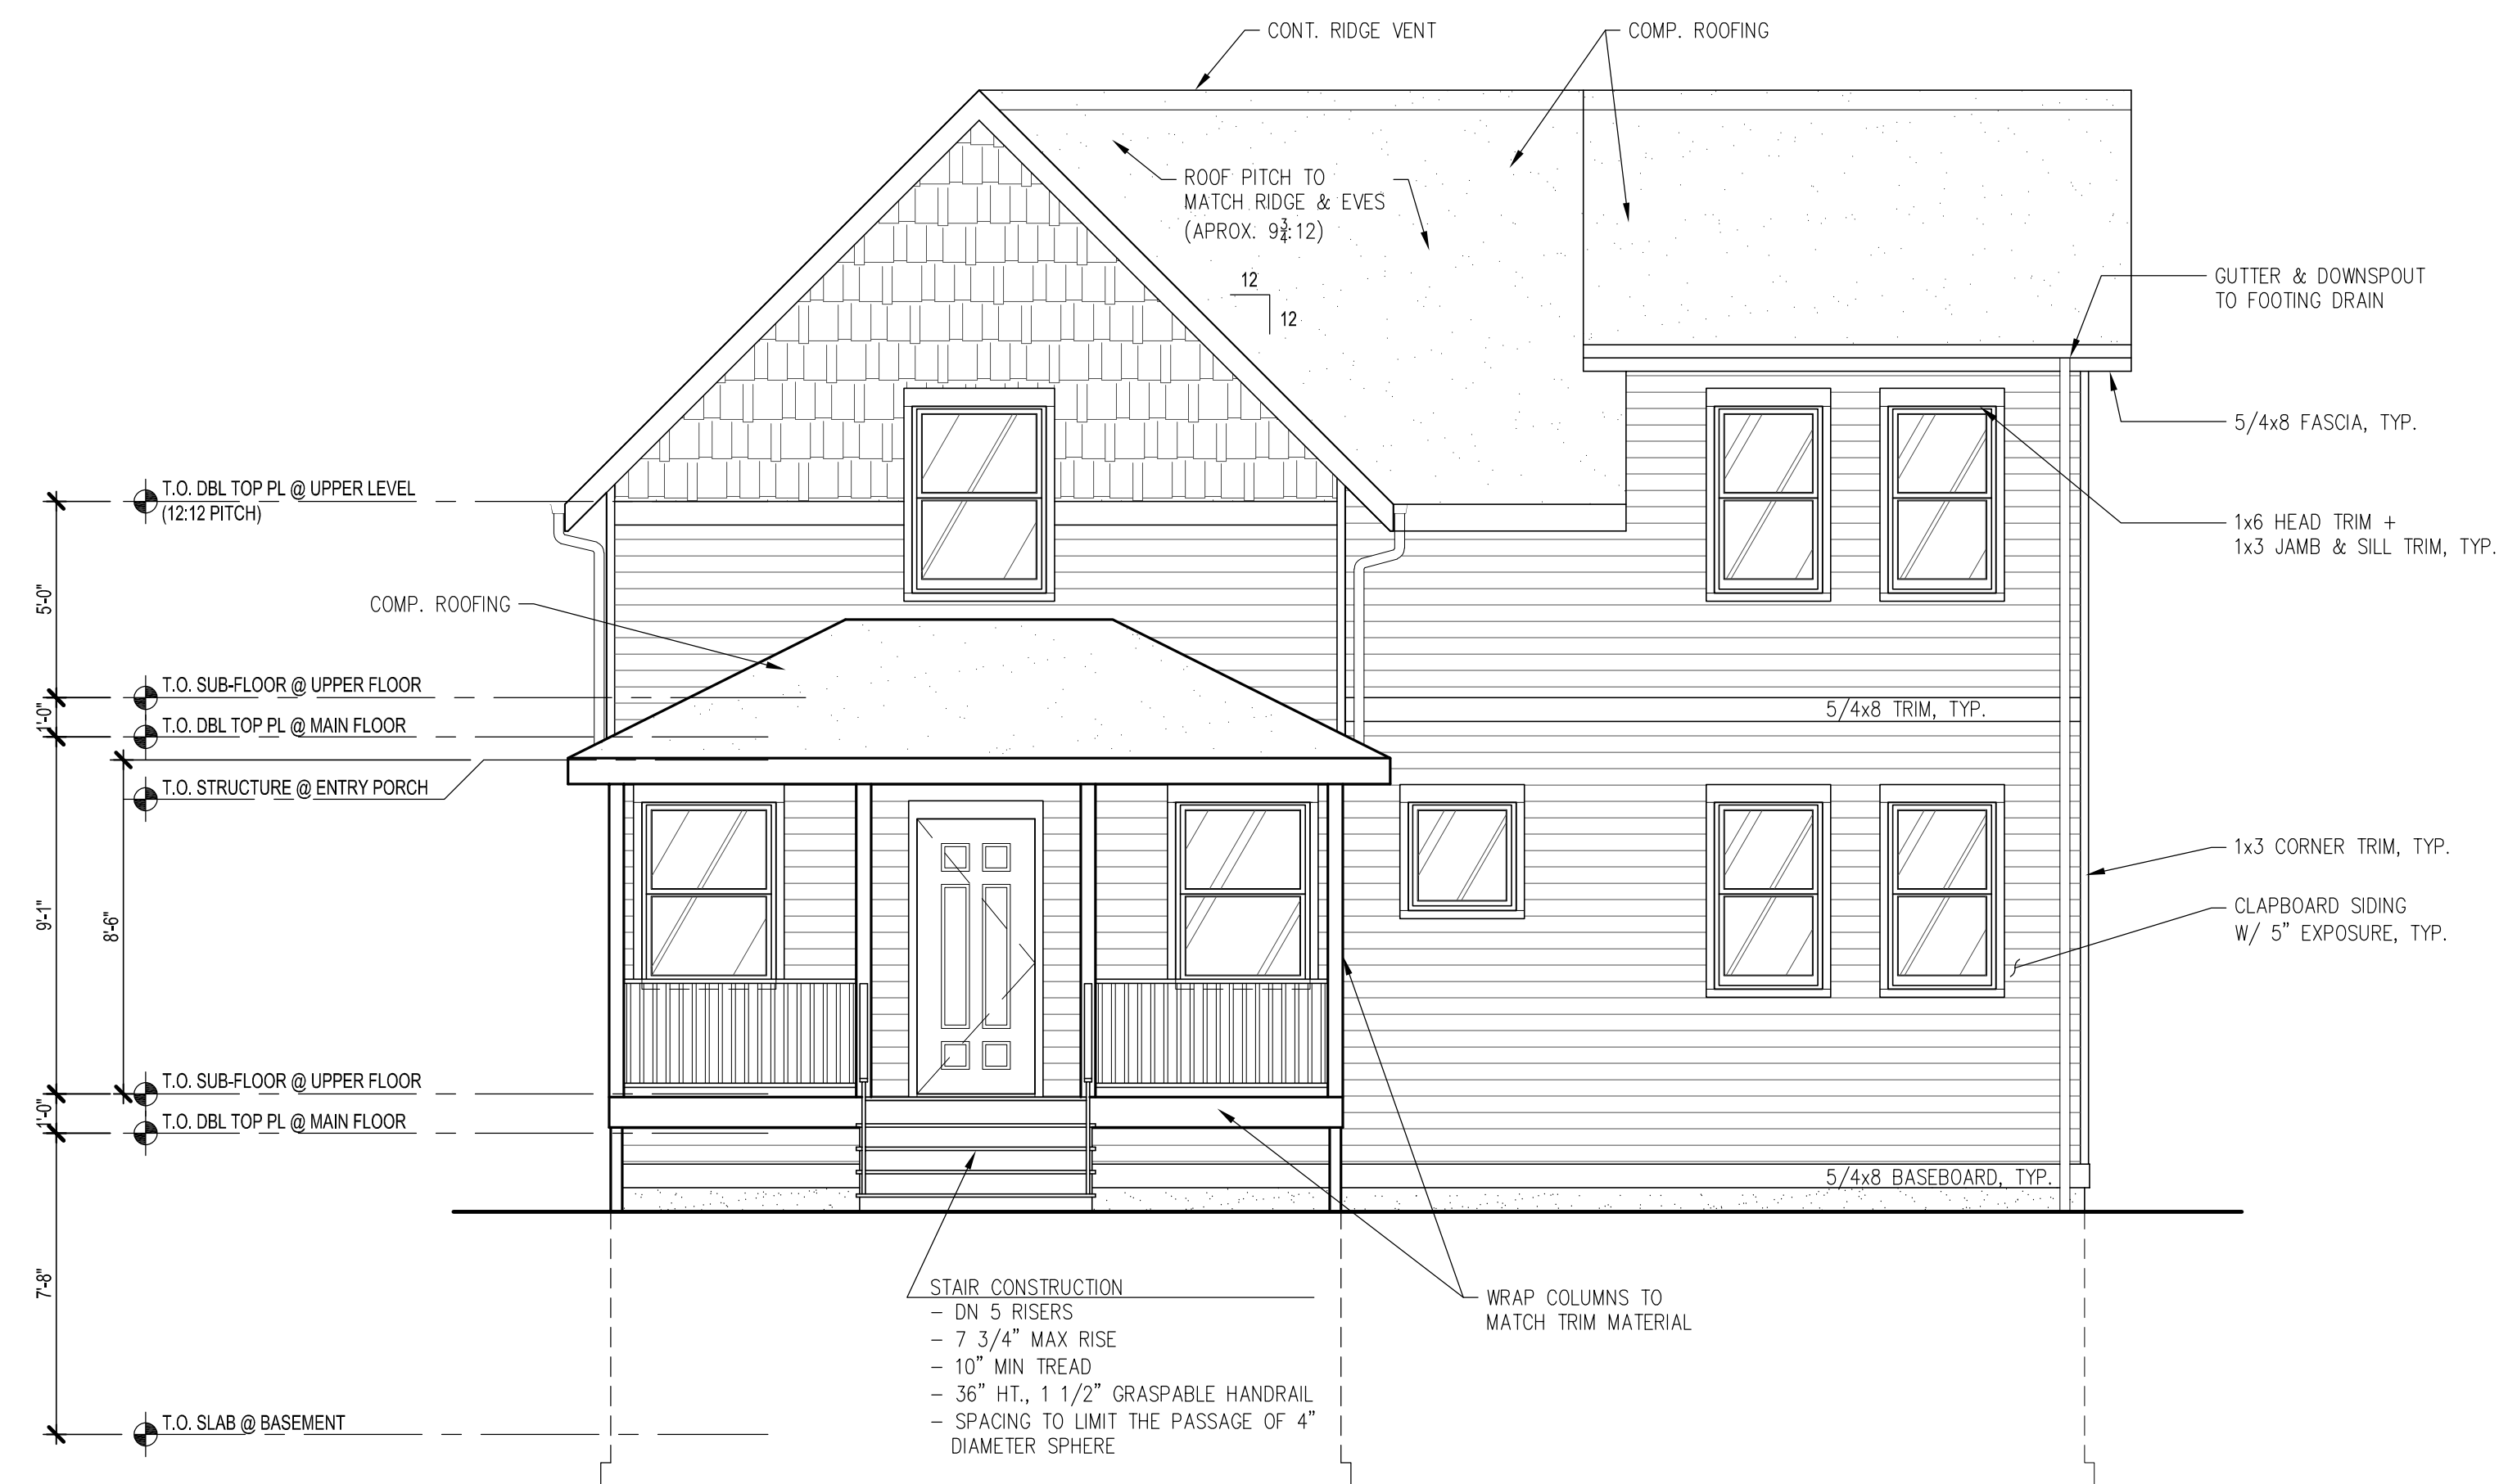 CONT. RIDGE VENT
COMP. ROOFING
ROOF PITCH TO
MATCH RIDGE & EVES
(APROX. 9 3/4:12)
12
12
GUTTER & DOWNSPOUT
TO FOOTING DRAIN
5/4x8 FASCIA, TYP.
T.O. DBL TOP PL @ UPPER LEVEL
(12:12 PITCH)
1x6 HEAD TRIM +
1x3 JAMB & SILL TRIM, TYP.
5'-0"
COMP. ROOFING
T.O. SUB-FLOOR @ UPPER FLOOR
1'-0"
T.O. DBL TOP PL @ MAIN FLOOR
5/4x8 TRIM, TYP.
T.O. STRUCTURE @ ENTRY PORCH
9'-1"
8'-6"
1x3 CORNER TRIM, TYP.
CLAPBOARD SIDING
W/ 5" EXPOSURE, TYP.
T.O. SUB-FLOOR @ UPPER FLOOR
1'-0"
T.O. DBL TOP PL @ MAIN FLOOR
5/4x8 BASEBOARD, TYP.
7'-8"
STAIR CONSTRUCTION
- DN 5 RISERS
- 7 3/4" MAX RISE
- 10" MIN TREAD
- 36" HT., 1 1/2" GRASPABLE HANDRAIL
- SPACING TO LIMIT THE PASSAGE OF 4"
DIAMETER SPHERE
WRAP COLUMNS TO
MATCH TRIM MATERIAL
T.O. SLAB @ BASEMENT